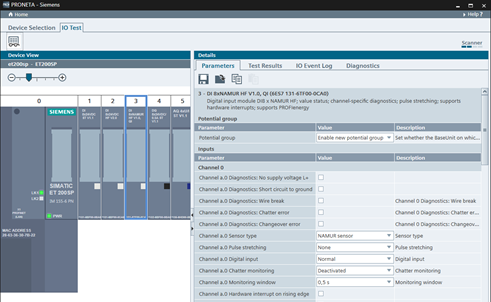 PRONETA - Siemens
Home
Help
Device Selection
IO Test
Scanner
Device View
et200sp - ET200SP
Details
Parameters
Test Results
IO Event Log
Diagnostics
0
1
2
3
4
5
SIEMENS
SIMATIC
ET 200SP
PWR
MAC ADDRESS
3 - DI 8xNAMUR HF V1.0, QI (6ES7 131-6TF00-0CA0)
Digital input module DI8 x NAMUR HF; value status; channel-specific diagnostics; pulse stretching; supports
hardware interrupts; supports PROFIenergy
Potential group
Parameter Value Description
Potential group Enable new potential group Set whether the BaseUnit on which...
Inputs
Parameter Value Description
Channel 0
Channel a.0 Diagnostics: No supply voltage L+
Channel a.0 Diagnostics: Short circuit to ground
Channel a.0 Diagnostics: Wire break Channel 0 Diagnostics: Wire break
Channel a.0 Diagnostics: Chatter error Channel 0 Diagnostics: Chatter er...
Channel a.0 Diagnostics: Changeover error Channel 0 Diagnostics: Changeov...
Channel a.0 Sensor type NAMUR sensor Sensor type
Channel a.0 Pulse stretching None Pulse stretching
Channel a.0 Digital input Normal Digital input
Channel a.0 Chatter monitoring Deactivated Chatter monitoring
Channel a.0 Monitoring window 0,5 s Monitoring window
Channel a.0 Hardware interrupt on rising edge